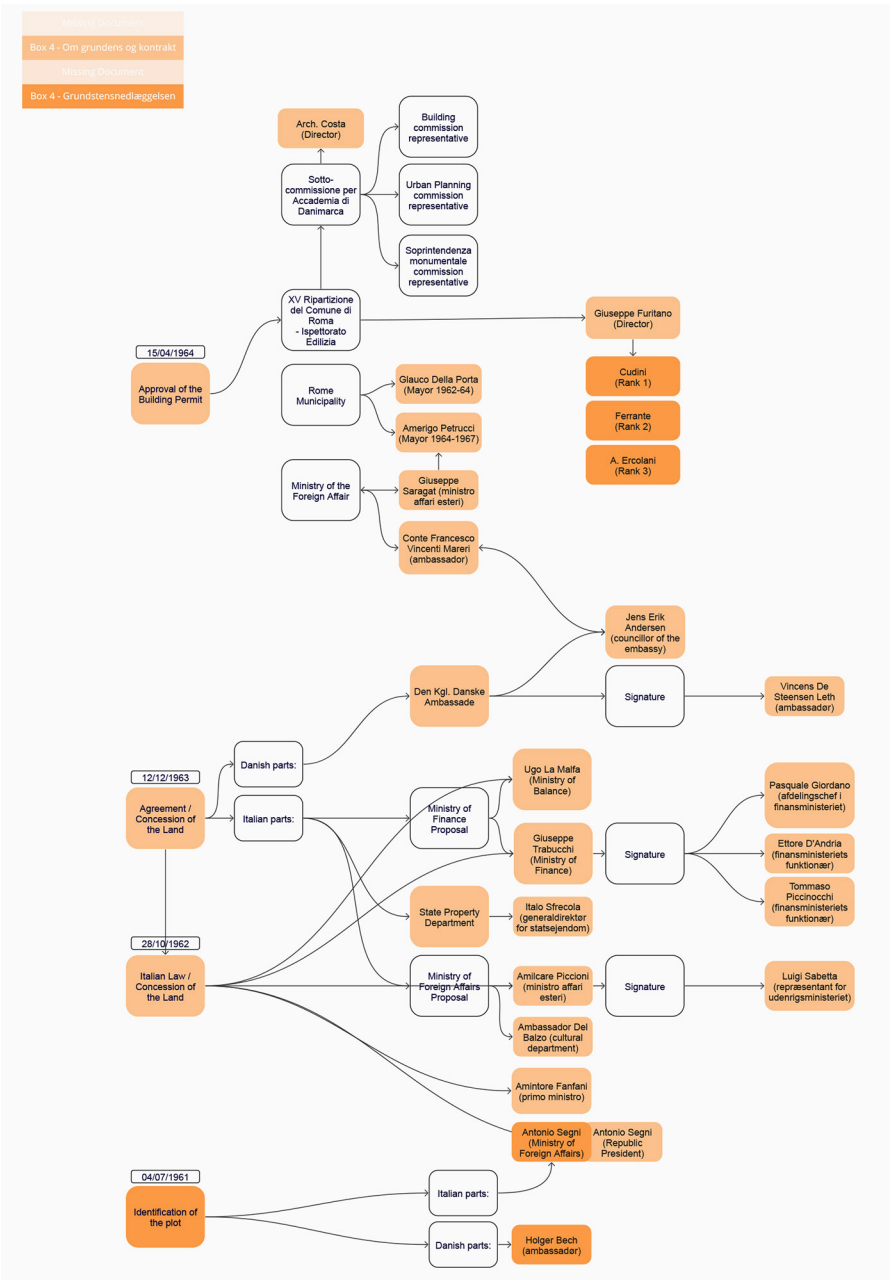 Missing Document
Box 4 - Om grundens og kontrakt
Missing Document
Box 4 - Grundstensnedlæggelsen
Arch. Costa
(Director)
Building
commission
representative
Sotto-
commissione per
Accademia di
Danimarca
Urban Planning
commission
representative
Soprintendenza
monumentale
commission
representative
XV Ripartizione
del Comune di
Roma
- Ispettorato
Edilizia
Giuseppe Furitano
(Director)
15/04/1964
Approval of the
Building Permit
Cudini
(Rank 1)
Ferrante
(Rank 2)
A. Ercolani
(Rank 3)
Rome
Municipality
Glauco Della Porta
(Mayor 1962-64)
Amerigo Petrucci
(Mayor 1964-1967)
Ministry of the
Foreign Affair
Giuseppe
Saragat (ministro
affari esteri)
Conte Francesco
Vincenti Mareri
(ambassador)
Jens Erik
Andersen
(councillor of the
embassy)
Den Kgl. Danske
Ambassade
Signature
Vincens De
Steensen Leth
(ambassadør)
Danish parts:
12/12/1963
Agreement /
Concession of
the Land
Italian parts:
Ministry of
Finance
Proposal
Ugo La Malfa
(Ministry of
Balance)
Giuseppe
Trabucchi
(Ministry of
Finance)
Signature
Pasquale Giordano
(afdelingschef i
finansministeriet)
Ettore D'Andria
(finansministeriets
funktionær)
Tommaso
Piccinocchi
(finansministeriets
funktionær)
State Property
Department
Italo Sfrecola
(generaldirektør
for statsejendom)
28/10/1962
Italian Law /
Concession of
the Land
Ministry of
Foreign Affairs
Proposal
Amilcare Piccioni
(ministro affari
esteri)
Signature
Luigi Sabetta
(repræsentant for
udenrigsministeriet)
Ambassador Del
Balzo (cultural
department)
Amintore Fanfani
(primo ministro)
Antonio Segni
(Ministry of
Foreign Affairs)
Antonio Segni
(Republic
President)
04/07/1961
Identification of
the plot
Italian parts:
Danish parts:
Holger Bech
(ambassadør)